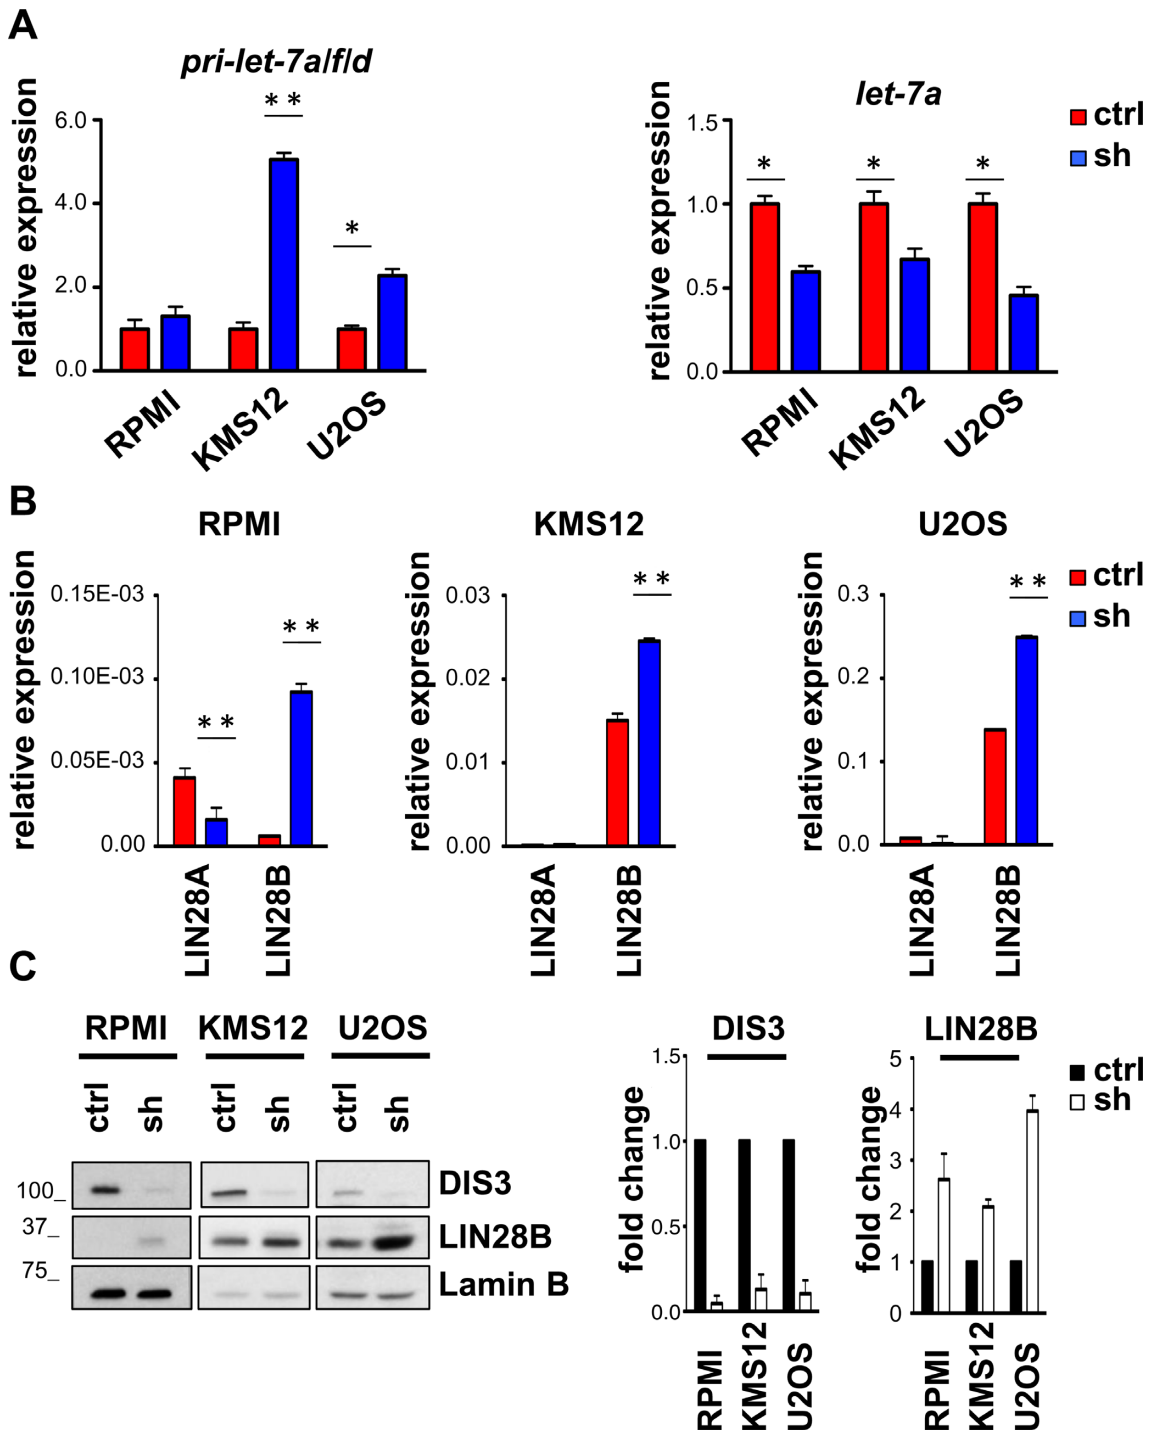 A
pri-let-7a/f/d
relative expression
6.0
4.0
2.0
0.0
* *
*
RPMI
KMS12
U2OS
let-7a
relative expression
1.5
1.0
0.5
0.0
*
*
*
RPMI
KMS12
U2OS
ctrl
sh
B
RPMI
relative expression
0.15E-03
0.10E-03
0.05E-03
0.00
* *
* *
LIN28A
LIN28B
KMS12
relative expression
0.03
0.02
0.01
0.00
* *
LIN28A
LIN28B
U2OS
relative expression
0.3
0.2
0.1
0.0
* *
LIN28A
LIN28B
ctrl
sh
C
RPMI KMS12 U2OS
ctrl sh ctrl sh ctrl sh
100_ DIS3
37_ LIN28B
75_ Lamin B
DIS3
fold change
1.5
1.0
0.5
0.0
RPMI
KMS12
U2OS
LIN28B
fold change
5
4
3
2
1
0
RPMI
KMS12
U2OS
ctrl
sh